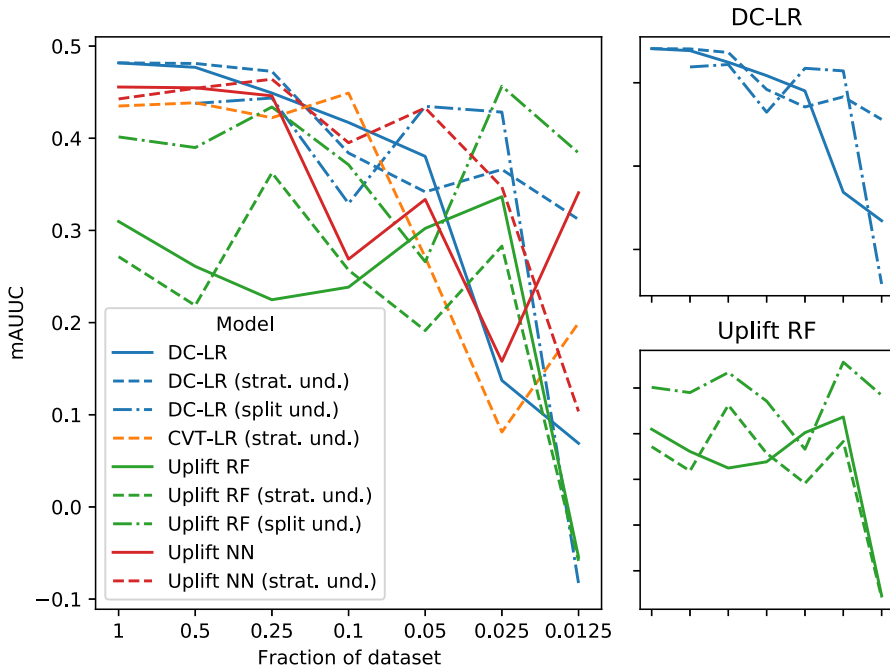 DC-LR
0.5
0.4
0.3
0.2
0.1
0.0
−0.1
mAUUC
Model
DC-LR
DC-LR (strat. und.)
DC-LR (split und.)
CVT-LR (strat. und.)
Uplift RF
Uplift RF (strat. und.)
Uplift RF (split und.)
Uplift NN
Uplift NN (strat. und.)
1 0.5 0.25 0.1 0.05 0.025 0.0125
Fraction of dataset
Uplift RF